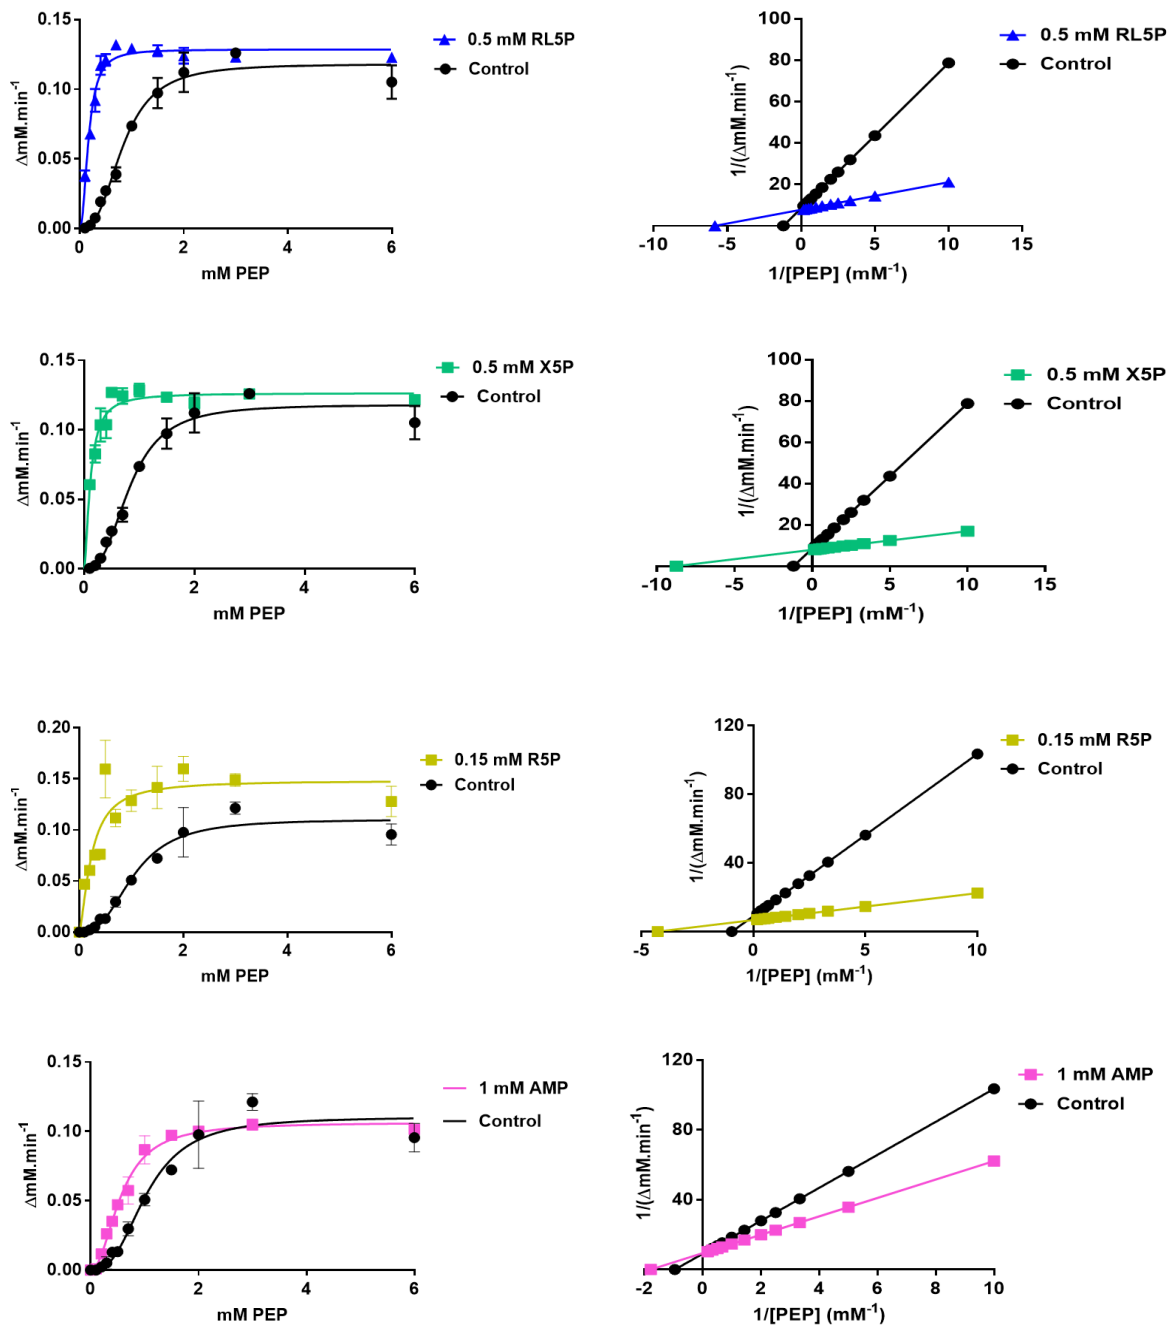 0.15
0.10
0.05
0.00
0
2
4
6
ΔmM.min⁻¹
mM PEP
0.5 mM RL5P
Control
100
80
60
40
20
-10
-5
0
5
10
15
1/(ΔmM.min⁻¹)
1/[PEP] (mM⁻¹)
0.5 mM RL5P
Control
0.15
0.10
0.05
0.00
0
2
4
6
ΔmM.min⁻¹
mM PEP
0.5 mM X5P
Control
100
80
60
40
20
-10
-5
0
5
10
15
1/(ΔmM.min⁻¹)
1/[PEP] (mM⁻¹)
0.5 mM X5P
Control
0.20
0.15
0.10
0.05
0.00
0
2
4
6
ΔmM.min⁻¹
mM PEP
0.15 mM R5P
Control
120
80
40
-5
0
5
10
1/(ΔmM.min⁻¹)
1/[PEP] (mM⁻¹)
0.15 mM R5P
Control
0.15
0.10
0.05
0.00
0
2
4
6
ΔmM.min⁻¹
mM PEP
1 mM AMP
Control
120
80
40
-2
0
2
4
6
8
10
1/(ΔmM.min⁻¹)
1/[PEP] (mM⁻¹)
1 mM AMP
Control